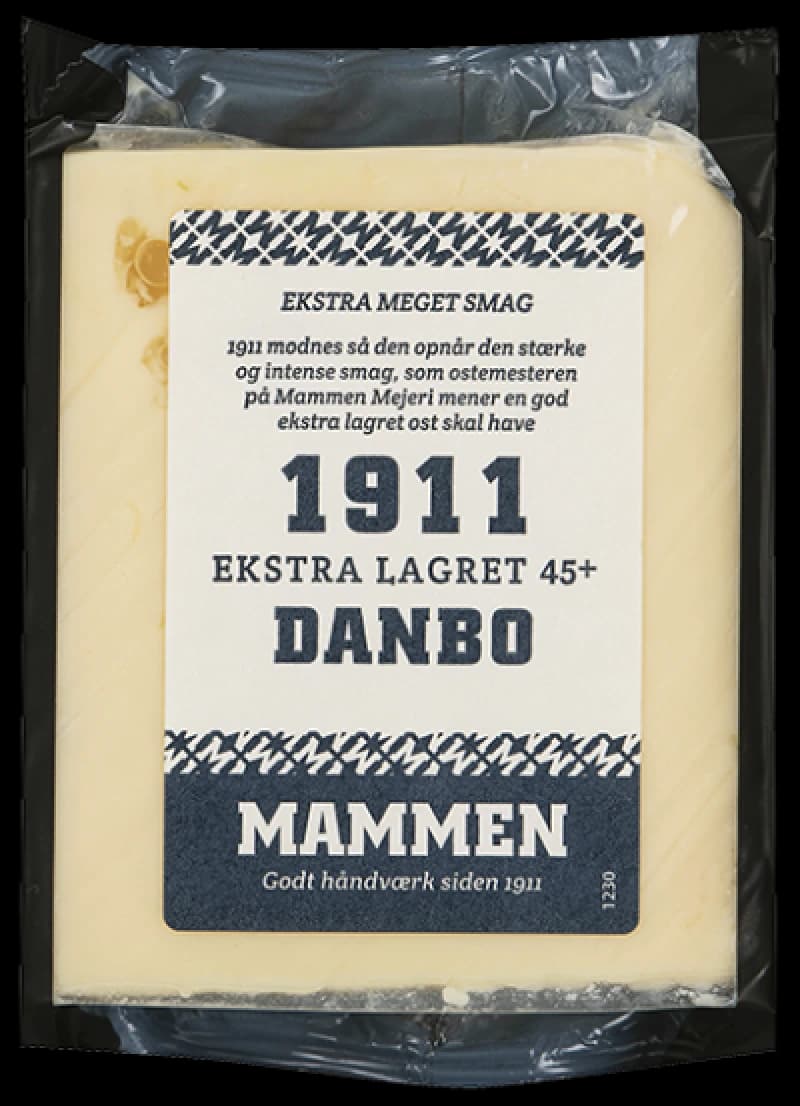 EKSTRA MEGET SMAG
1911 modnes så den opnår den stærke
og intense smag, som ostemesteren
på Mammen Mejeri mener en god
ekstra lagret ost skal have
1911
EKSTRA LAGRET 45+
DANBO
MAMMEN
Godt håndværk siden 1911
1230